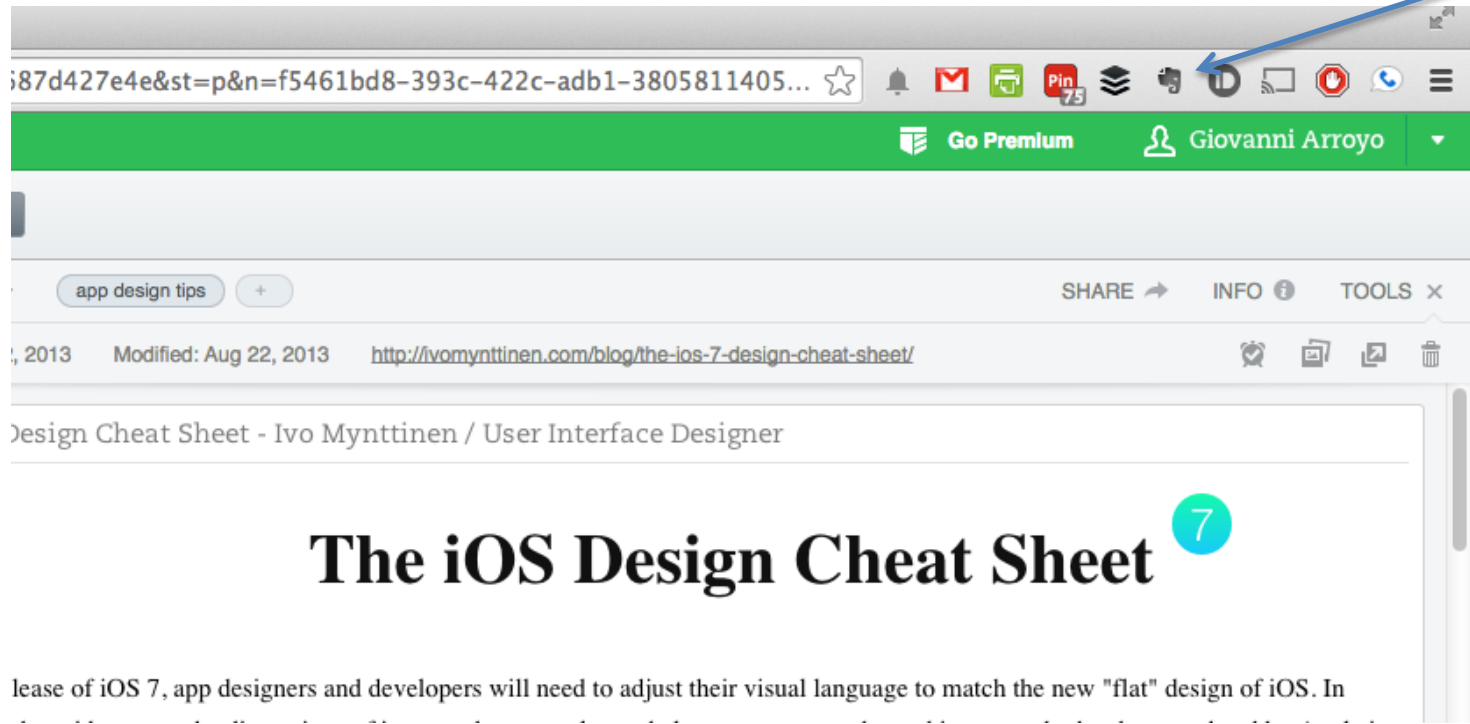 587d427e4e&st=p&n=f5461bd8-393c-422c-adb1-3805811405...
Pin
75
Go Premium
Giovanni Arroyo
app design tips
+
SHARE
INFO
TOOLS
, 2013
Modified: Aug 22, 2013
http://ivomynttinen.com/blog/the-ios-7-design-cheat-sheet/
Design Cheat Sheet - Ivo Mynttinen / User Interface Designer
The iOS Design Cheat Sheet
7
lease of iOS 7, app designers and developers will need to adjust their visual language to match the new "flat" design of iOS. In